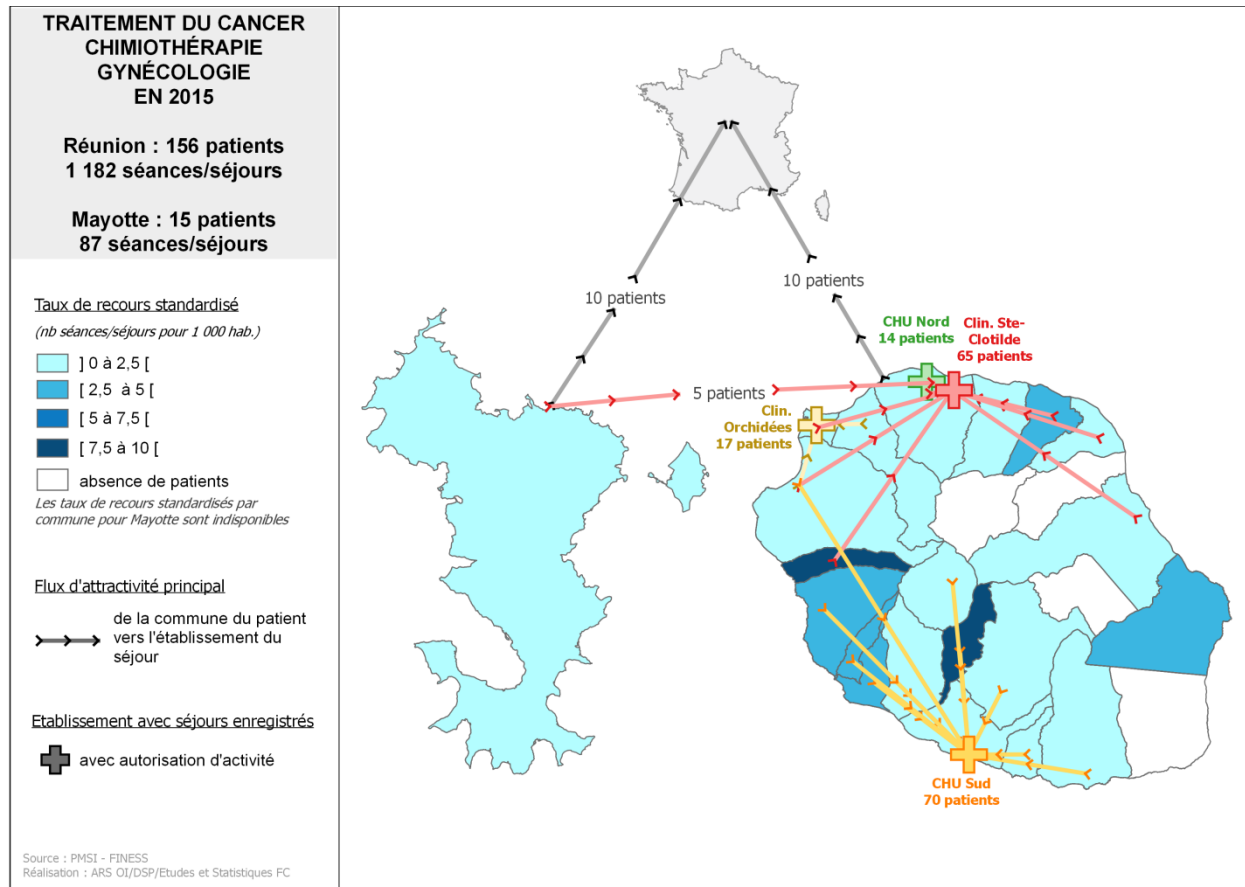 TRAITEMENT DU CANCER
CHIMIOTHÉRAPIE
GYNÉCOLOGIE
EN 2015
Réunion : 156 patients
1 182 séances/séjours
Mayotte : 15 patients
87 séances/séjours
Taux de recours standardisé
(nb séances/séjours pour 1 000 hab.)
] 0 à 2,5 [
[ 2,5 à 5 [
[ 5 à 7,5 [
[ 7,5 à 10 [
absence de patients
Les taux de recours standardisés par
commune pour Mayotte sont indisponibles
Flux d'attractivité principal
de la commune du patient
vers l'établissement du
séjour
Etablissement avec séjours enregistrés
avec autorisation d'activité
Source : PMSI - FINESS
Réalisation : ARS OI/DSP/Etudes et Statistiques FC
10 patients
10 patients
CHU Nord
14 patients
Clin. Ste-
Clotilde
65 patients
5 patients
Clin.
Orchidées
17 patients
CHU Sud
70 patients